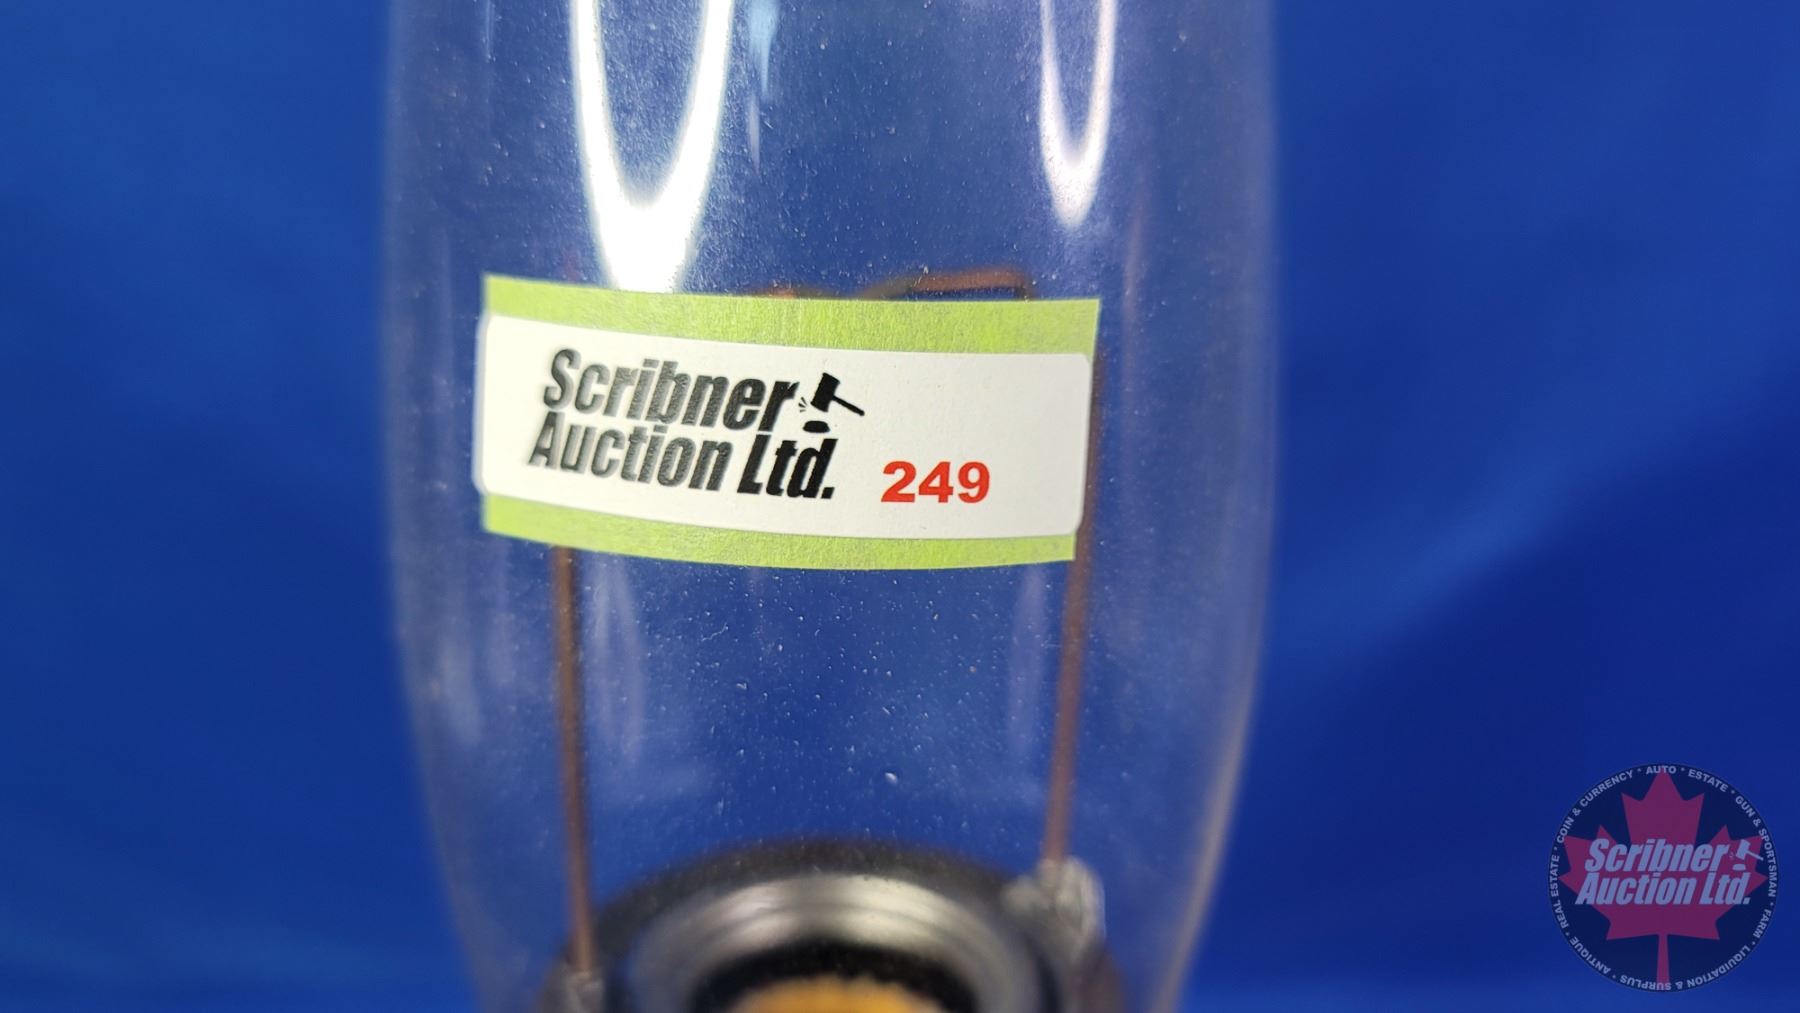 Scribner
Auction Ltd. 249
COIN & CURRENCY • AUTO • ESTATE • GUN & SPORTSMAN • FARM • LIQUIDATION & SURPLUS • ANTIQUE • REAL ESTATE •
Scribner
Auction Ltd.